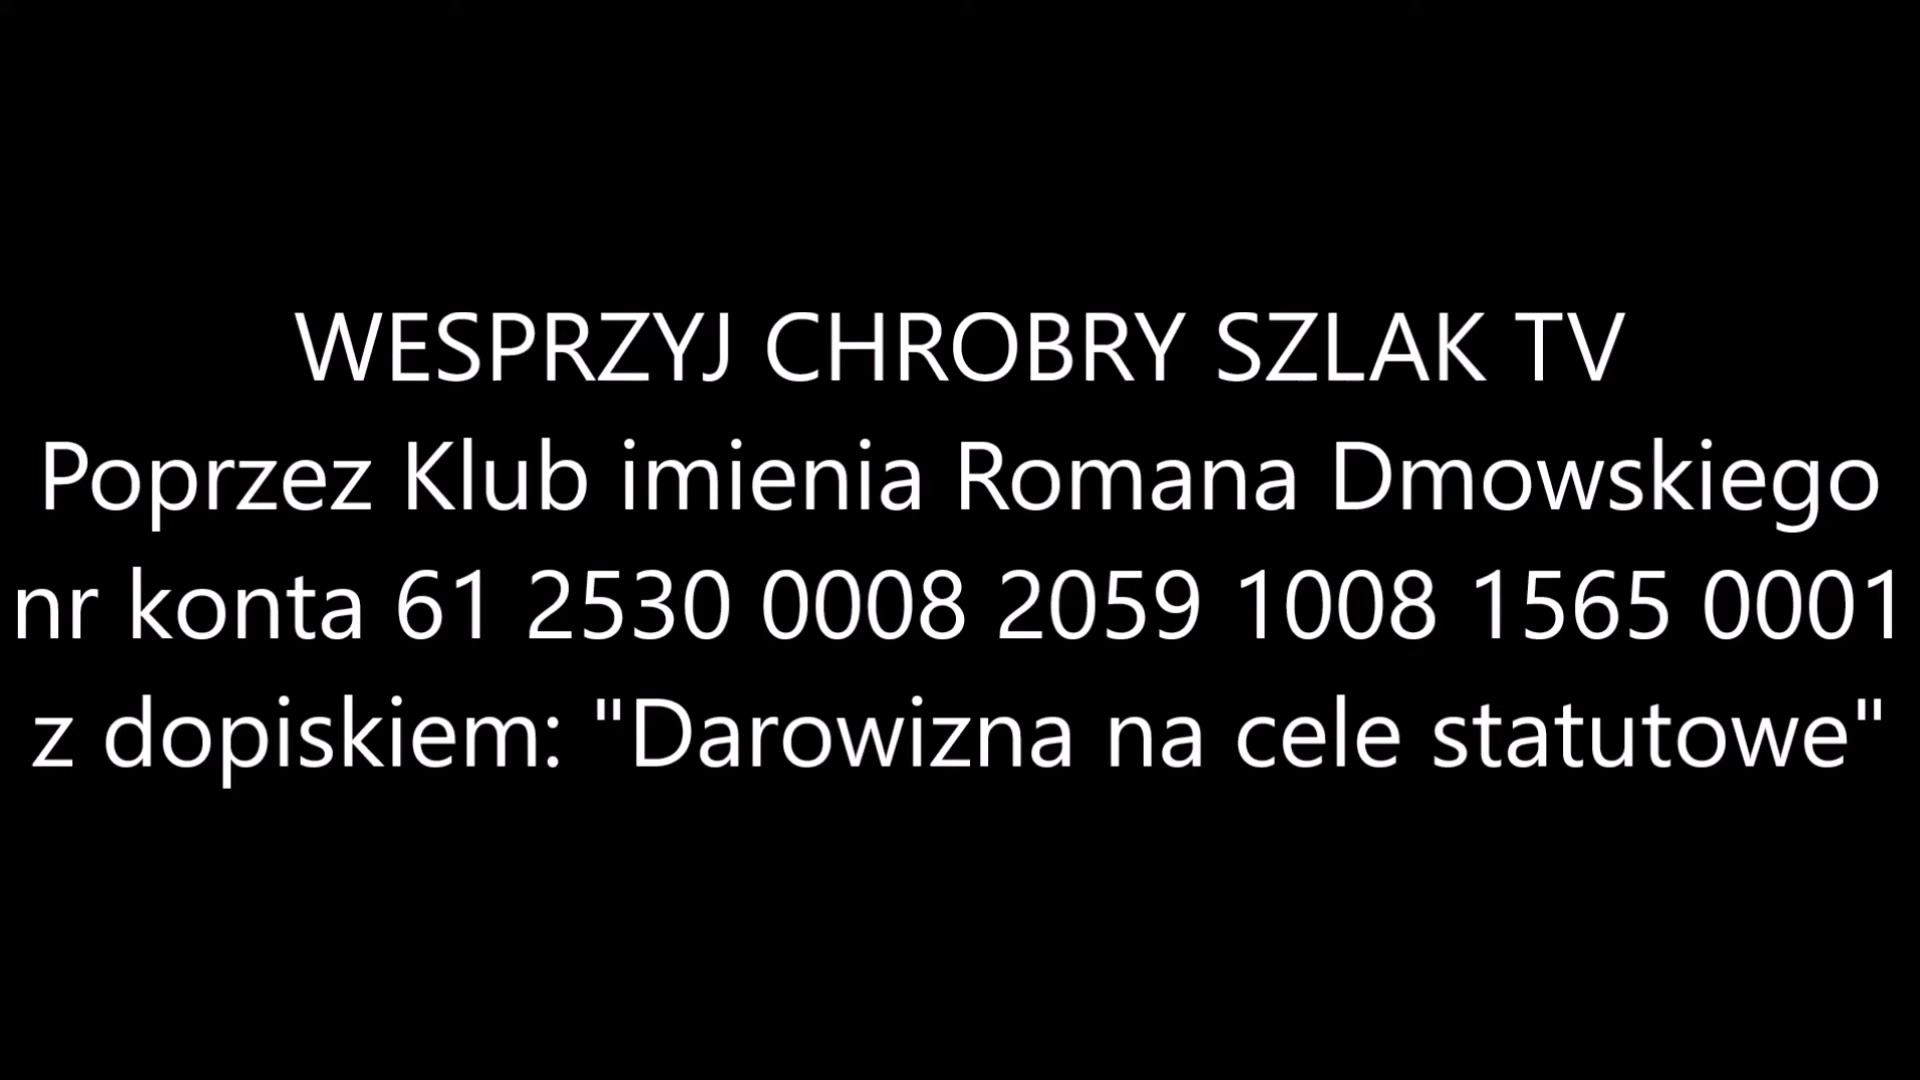 WESPRZYJ CHROBRY SZLAK TV
Poprzez Klub imienia Romana Dmowskiego
nr konta 61 2530 0008 2059 1008 1565 0001
z dopiskiem: "Darowizna na cele statutowe"